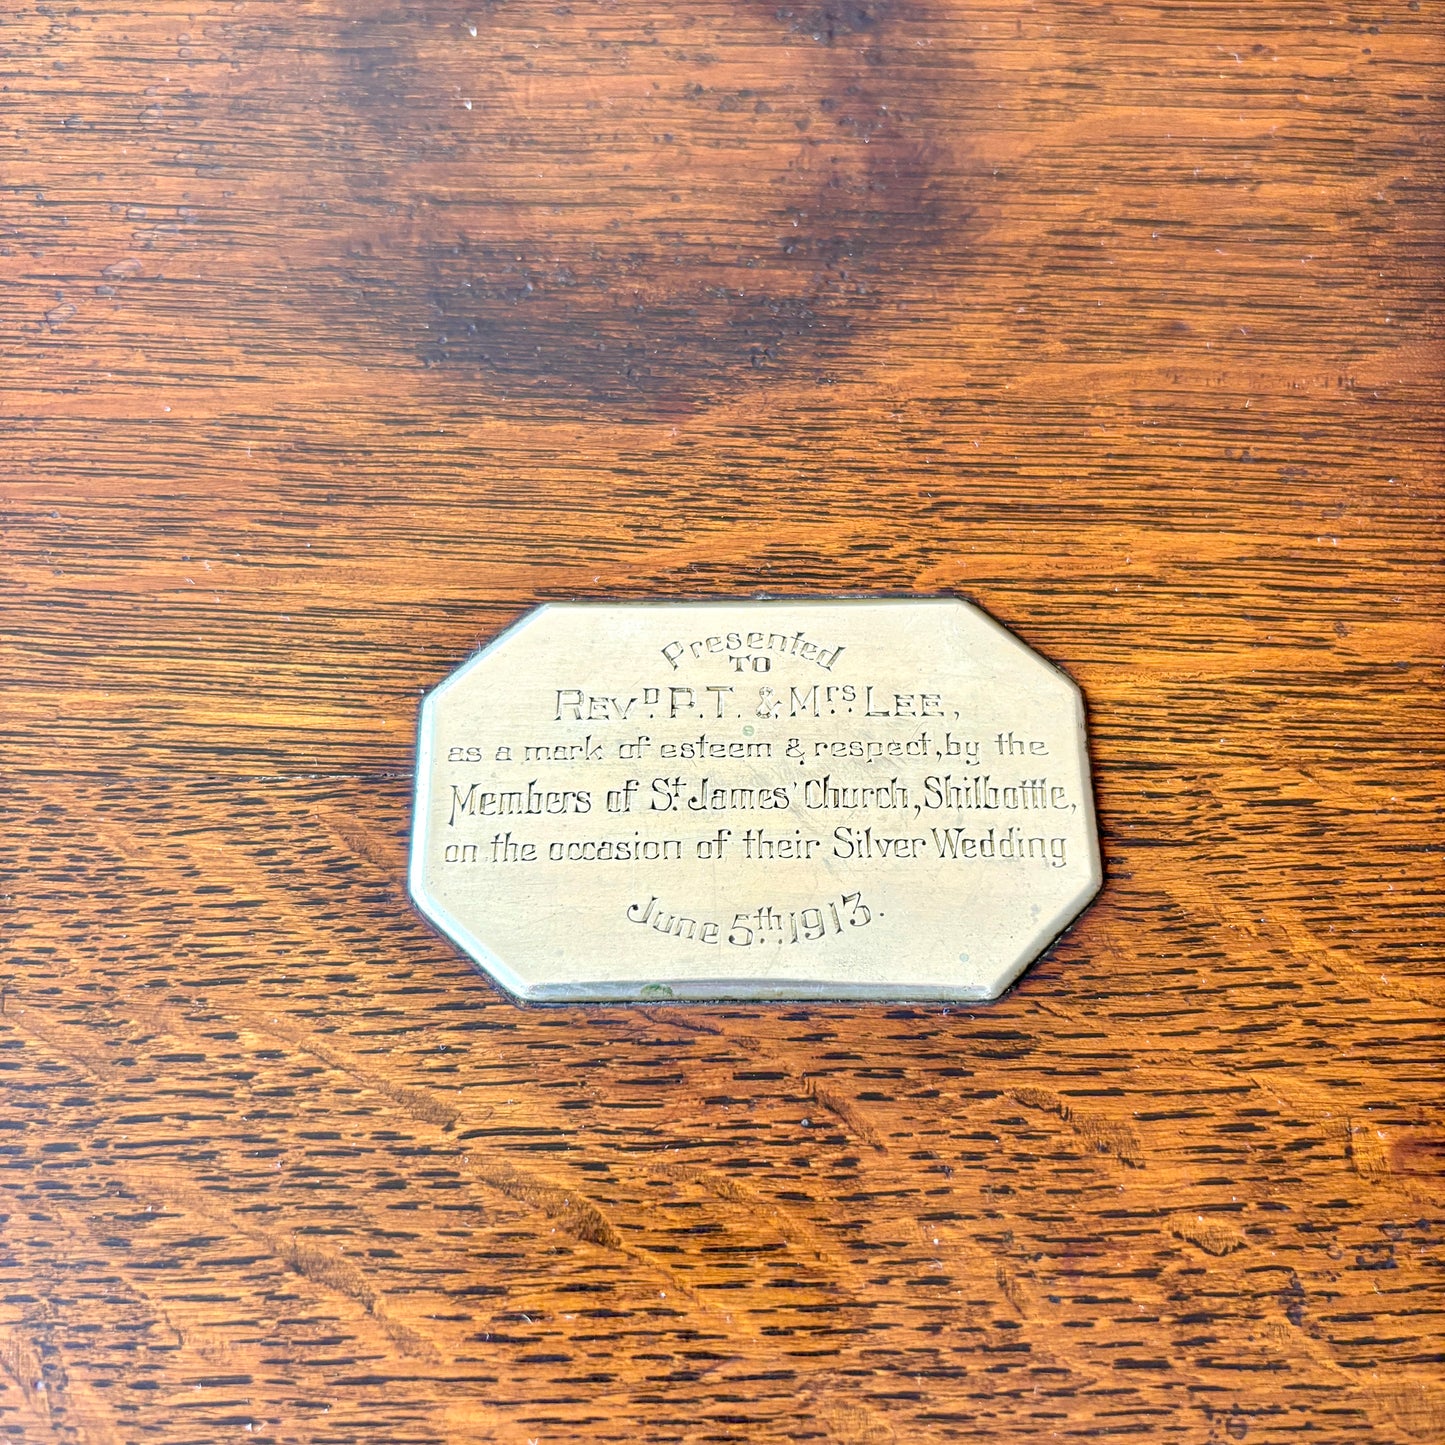 Presented
TO
REVᴰ. P.T. & Mʳˢ. LEE,
as a mark of esteem & respect, by the
Members of Sᵗ. James' Church, Shilbottle,
on the occasion of their Silver Wedding
June 5th. 1913.